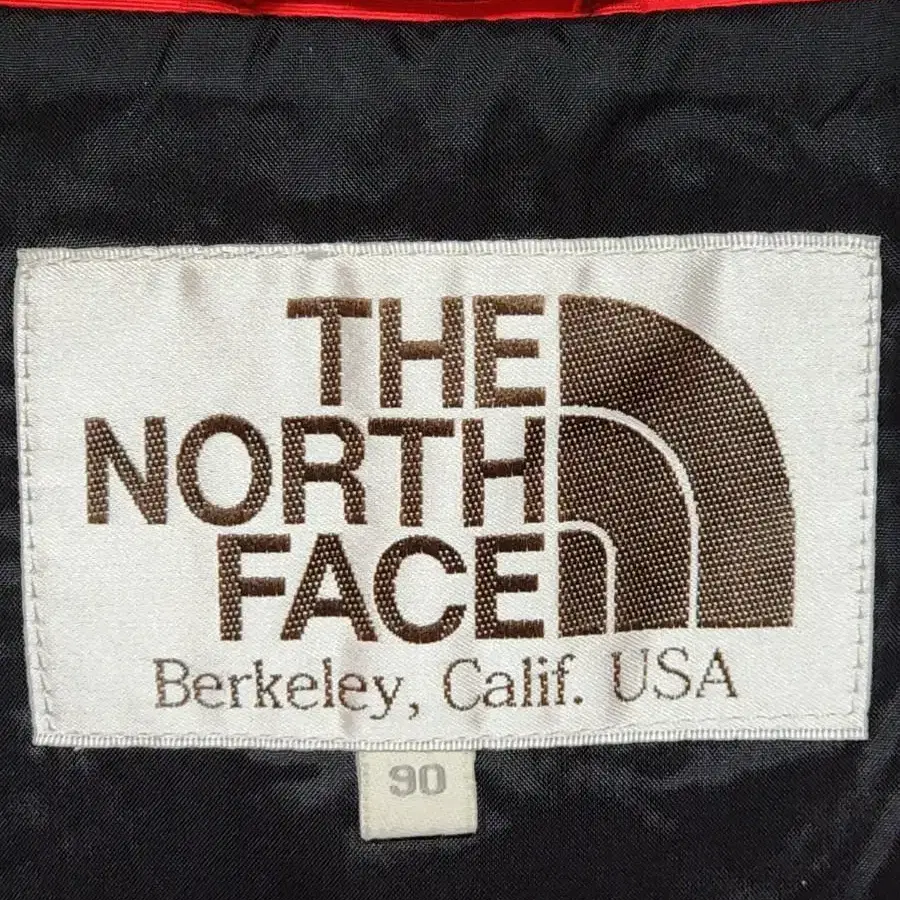 THE
NORTH
FACE
Berkeley, Calif. USA
90